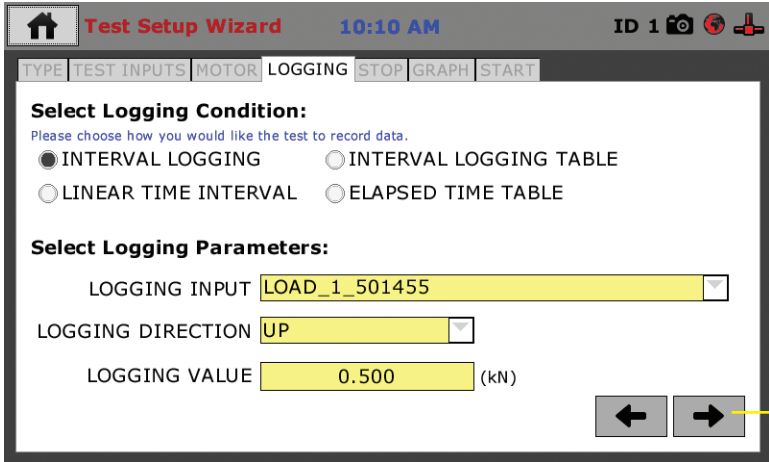 Test Setup Wizard 10:10 AM ID 1
TYPE TEST INPUTS MOTOR LOGGING STOP GRAPH START
Select Logging Condition:
Please choose how you would like the test to record data.
INTERVAL LOGGING INTERVAL LOGGING TABLE
LINEAR TIME INTERVAL ELAPSED TIME TABLE
Select Logging Parameters:
LOGGING INPUT LOAD_1_501455
LOGGING DIRECTION UP
LOGGING VALUE 0.500 (kN)